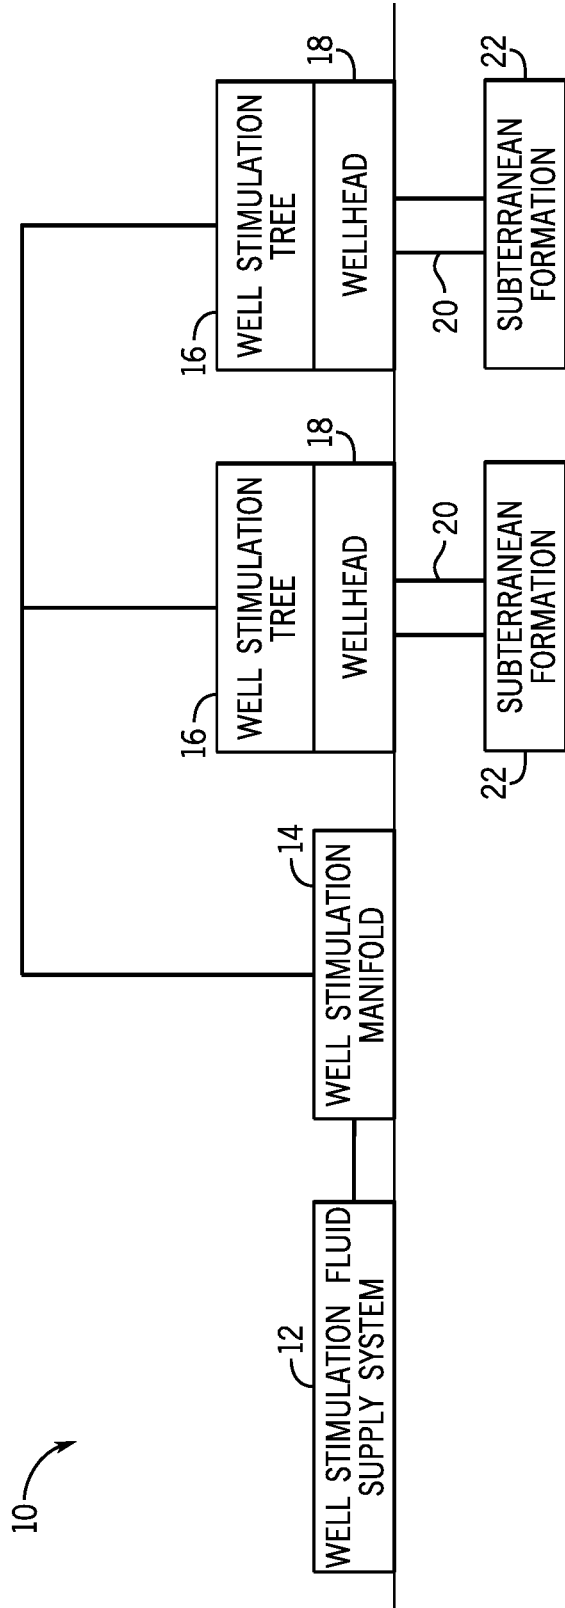 10
12
WELL STIMULATION FLUID
SUPPLY SYSTEM
14
WELL STIMULATION
MANIFOLD
16
WELL STIMULATION
TREE
18
WELLHEAD
20
22
SUBTERRANEAN
FORMATION
16
WELL STIMULATION
TREE
18
WELLHEAD
20
22
SUBTERRANEAN
FORMATION